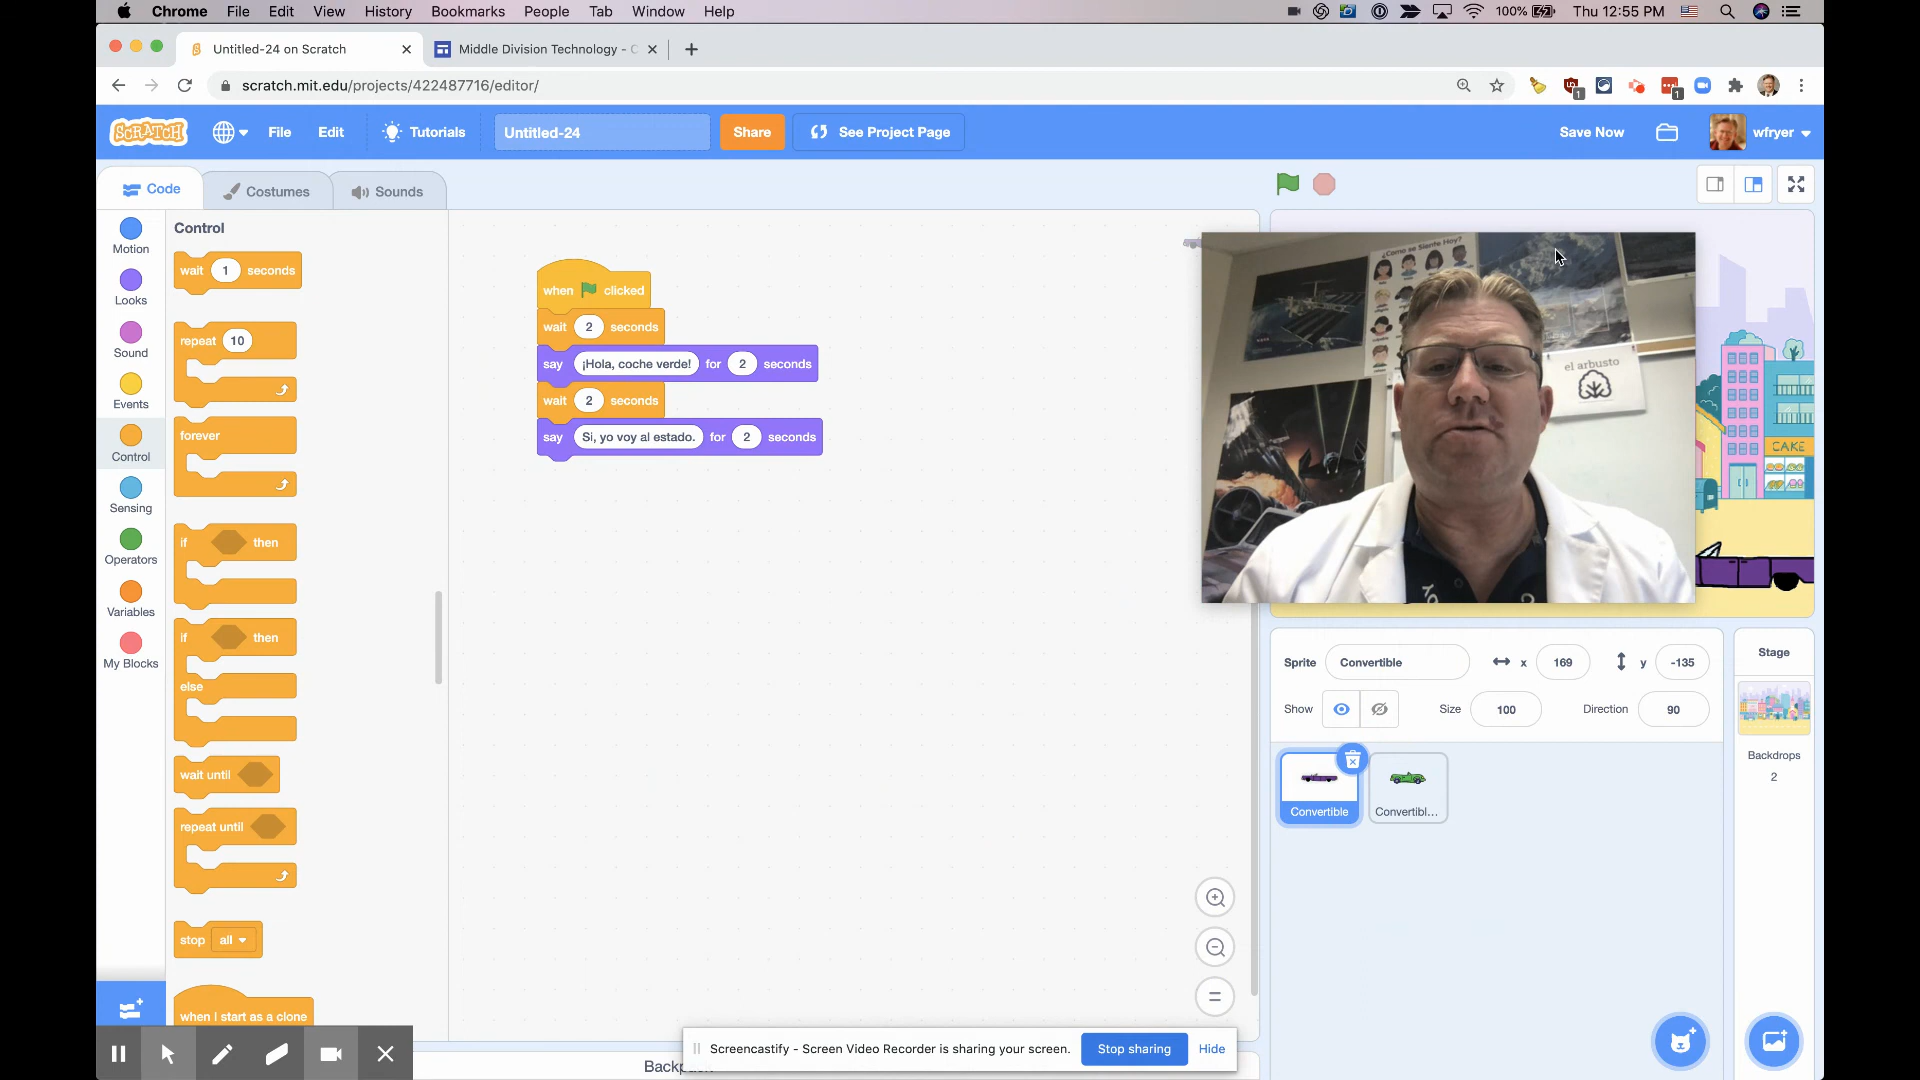 Chrome File Edit View History Bookmarks People Tab Window Help 100% Thu 12:55 PM
Untitled-24 on Scratch Middle Division Technology - C
scratch.mit.edu/projects/422487716/editor/
SCRATCH File Edit Tutorials Untitled-24 Share See Project Page Save Now wfryer
Code Costumes Sounds
Motion
Looks
Sound
Events
Control
Sensing
Operators
Variables
My Blocks
Control
wait 1 seconds
repeat 10
forever
if then
if then
else
wait until
repeat until
stop all
when I start as a clone
when clicked
wait 2 seconds
say ¡Hola, coche verde! for 2 seconds
wait 2 seconds
say Si, yo voy al estado. for 2 seconds
¿Como se Siente Hoy?
el arbusto
CAKE
Sprite Convertible x 169 y -135
Show Size 100 Direction 90
Convertible Convertibl...
Stage
Backdrops
2
Screencastify - Screen Video Recorder is sharing your screen. Stop sharing Hide